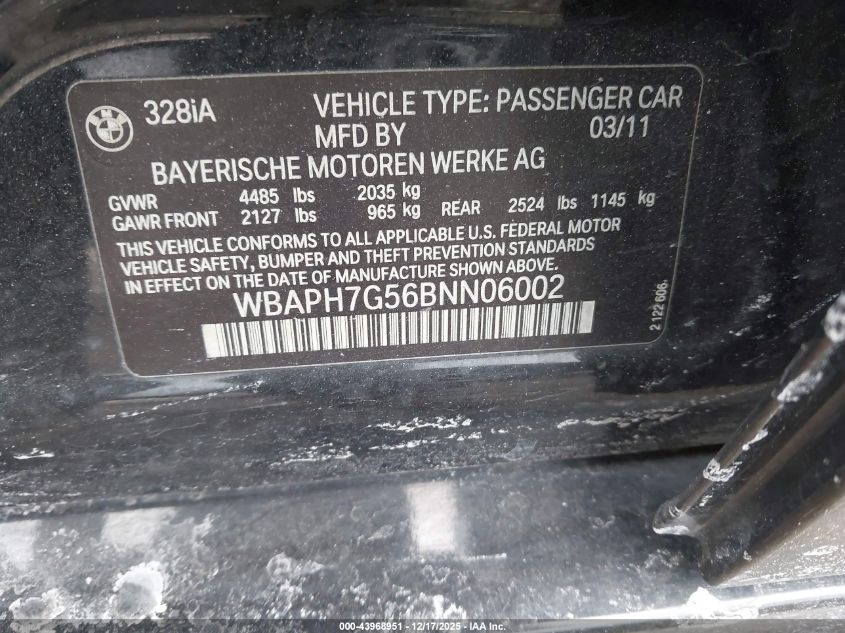 328iA VEHICLE TYPE: PASSENGER CAR
MFD BY 03/11
BAYERISCHE MOTOREN WERKE AG
GVWR 4485 lbs 2035 kg
GAWR FRONT 2127 lbs 965 kg REAR 2524 lbs 1145 kg
THIS VEHICLE CONFORMS TO ALL APPLICABLE U.S. FEDERAL MOTOR
VEHICLE SAFETY, BUMPER AND THEFT PREVENTION STANDARDS
IN EFFECT ON THE DATE OF MANUFACTURE SHOWN ABOVE.
WBAPH7G56BNN06002
2 122 606.
000-43968951 - 12/17/2025 - IAA Inc.